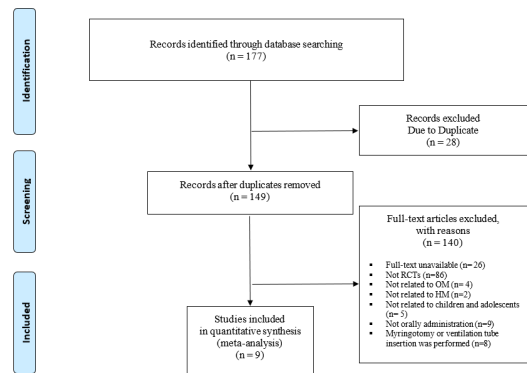 Identification
Records identified through database searching
(n = 177)
Records excluded
Due to Duplicate
(n = 28)
Screening
Records after duplicates removed
(n = 149)
Full-text articles excluded,
with reasons
(n = 140)
▪ Full-text unavailable (n= 26)
▪ Not RCTs (n=86)
▪ Not related to OM (n= 4)
▪ Not related to HM (n=2)
▪ Not related to children and adolescents
(n= 5)
▪ Not orally administration (n=9)
▪ Myringotomy or ventilation tube
insertion was performed (n=8)
Included
Studies included
in quantitative synthesis
(meta-analysis)
(n = 9)